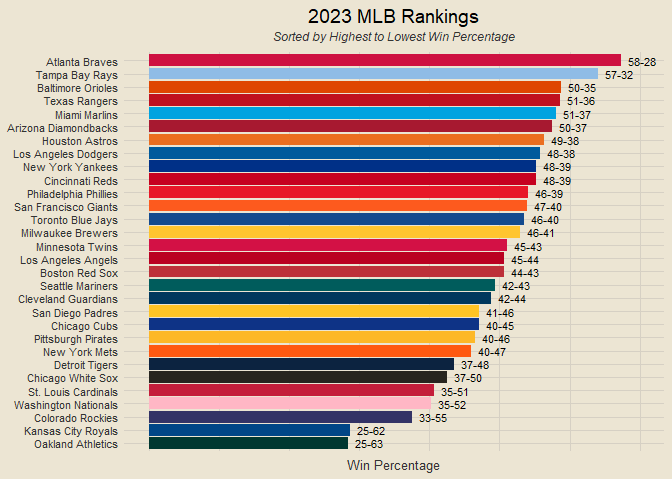 2023 MLB Rankings
Sorted by Highest to Lowest Win Percentage
Atlanta Braves 58-28
Tampa Bay Rays 57-32
Baltimore Orioles 50-35
Texas Rangers 51-36
Miami Marlins 51-37
Arizona Diamondbacks 50-37
Houston Astros 49-38
Los Angeles Dodgers 48-38
New York Yankees 48-39
Cincinnati Reds 48-39
Philadelphia Phillies 46-39
San Francisco Giants 47-40
Toronto Blue Jays 46-40
Milwaukee Brewers 46-41
Minnesota Twins 45-43
Los Angeles Angels 45-44
Boston Red Sox 44-43
Seattle Mariners 42-43
Cleveland Guardians 42-44
San Diego Padres 41-46
Chicago Cubs 40-45
Pittsburgh Pirates 40-46
New York Mets 40-47
Detroit Tigers 37-48
Chicago White Sox 37-50
St. Louis Cardinals 35-51
Washington Nationals 35-52
Colorado Rockies 33-55
Kansas City Royals 25-62
Oakland Athletics 25-63
Win Percentage